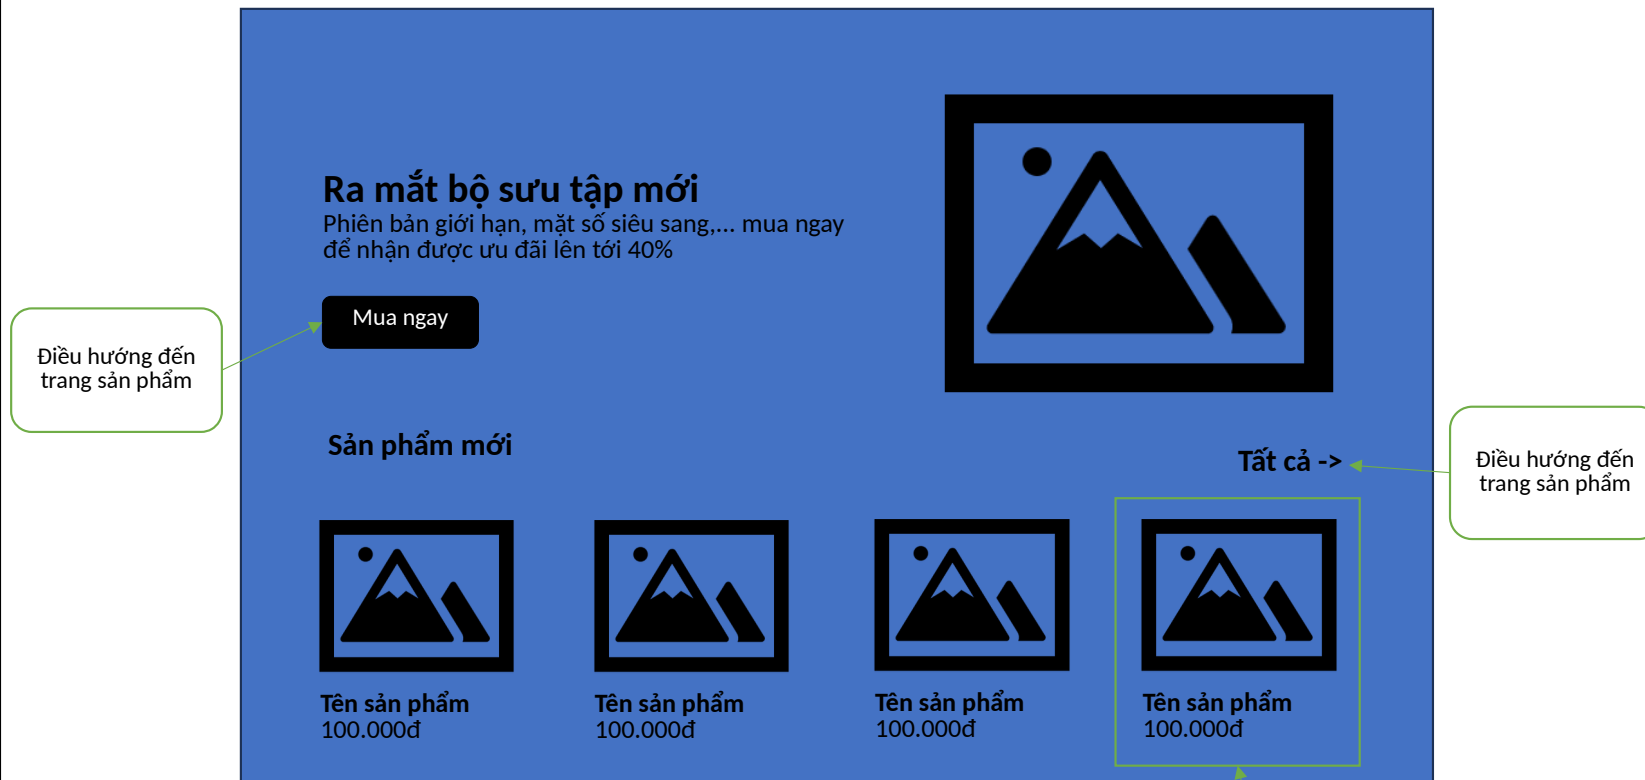 Ra mắt bộ sưu tập mới
Phiên bản giới hạn, mặt số siêu sang,... mua ngay
để nhận được ưu đãi lên tới 40%
Mua ngay
Điều hướng đến
trang sản phẩm
Sản phẩm mới
Tất cả ->
Điều hướng đến
trang sản phẩm
Tên sản phẩm
100.000đ
Tên sản phẩm
100.000đ
Tên sản phẩm
100.000đ
Tên sản phẩm
100.000đ